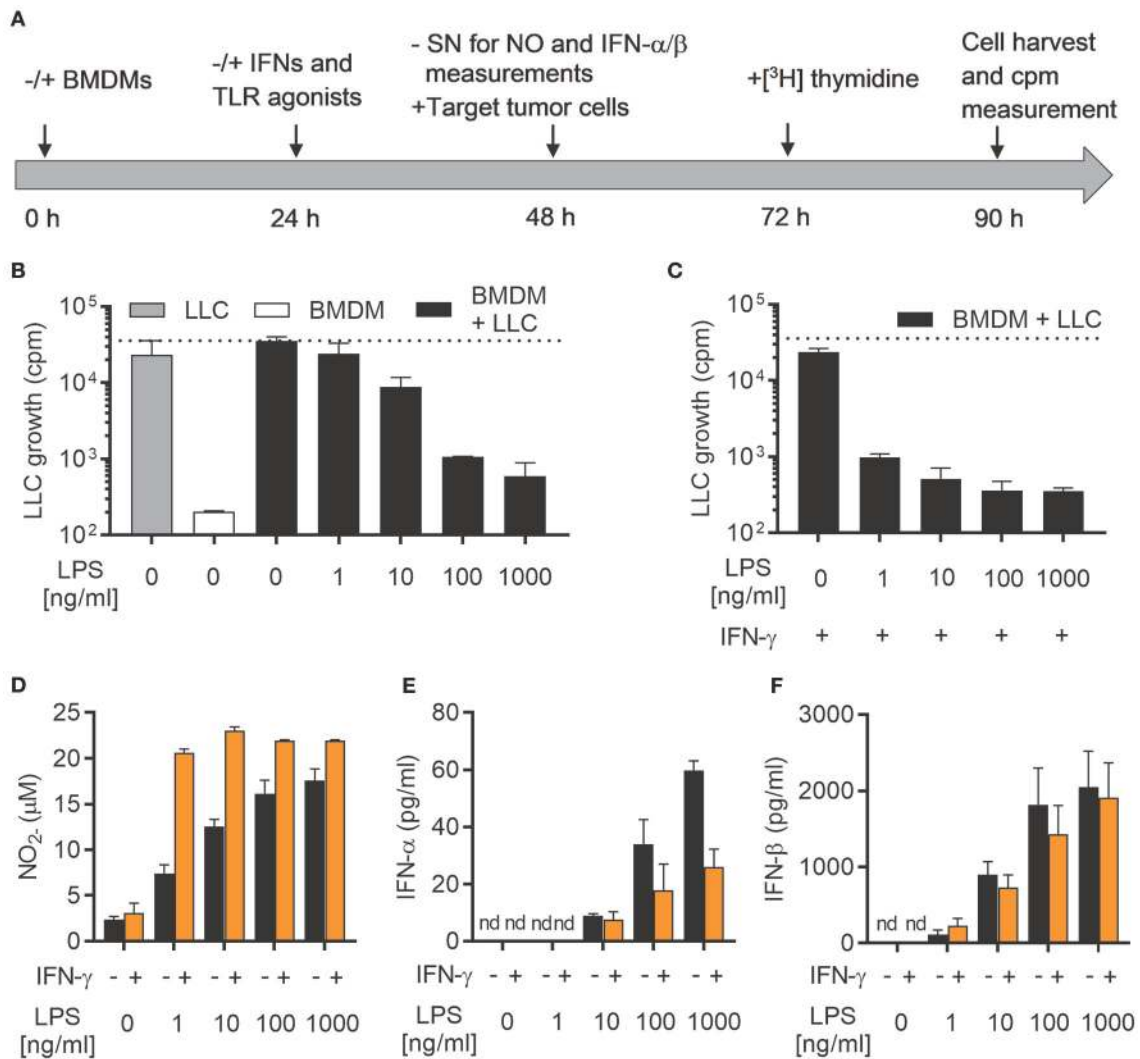 A
-/+ BMDMs
-/+ IFNs and
TLR agonists
- SN for NO and IFN-α/β
measurements
+Target tumor cells
+[³H] thymidine
Cell harvest
and cpm
measurement
0 h
24 h
48 h
72 h
90 h
B
LLC growth (cpm)
10⁵
10⁴
10³
10²
LLC
BMDM
BMDM
+ LLC
LPS
[ng/ml]
0 0 0 1 10 100 1000
C
LLC growth (cpm)
10⁵
10⁴
10³
10²
BMDM + LLC
LPS
[ng/ml]
0 1 10 100 1000
IFN-γ + + + + +
D
NO₂₋ (μM)
25
20
15
10
5
0
IFN-γ - + - + - + - + - +
LPS
[ng/ml]
0 1 10 100 1000
E
IFN-α (pg/ml)
80
60
40
20
0
nd nd nd nd
IFN-γ - + - + - + - + - +
LPS
[ng/ml]
0 1 10 100 1000
F
IFN-β (pg/ml)
3000
2000
1000
0
nd nd
IFN-γ - + - + - + - + - +
LPS
[ng/ml]
0 1 10 100 1000